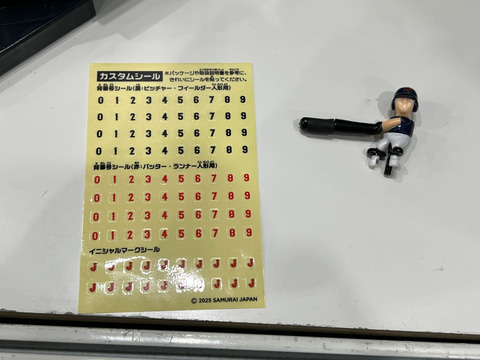 カスタムシール
※パッケージや取扱説明書を参考に、
きれいにシールを貼ってください。
背番号シール(黒:ピッチャー・フィールダー人形用)
0 1 2 3 4 5 6 7 8 9
0 1 2 3 4 5 6 7 8 9
0 1 2 3 4 5 6 7 8 9
0 1 2 3 4 5 6 7 8 9
背番号シール(赤:バッター・ランナー人形用)
0 1 2 3 4 5 6 7 8 9
0 1 2 3 4 5 6 7 8 9
0 1 2 3 4 5 6 7 8 9
0 1 2 3 4 5 6 7 8 9
イニシャルマークシール
J J J J J J J J J J
J J J J J J J J J J
© 2025 SAMURAI JAPAN